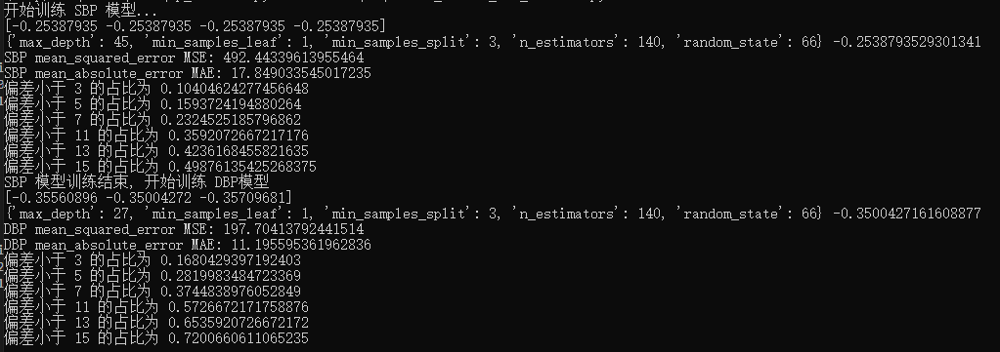 开始训练 SBP 模型...
[-0.25387935 -0.25387935 -0.25387935 -0.25387935 -0.25387935]
{'max_depth': 45, 'min_samples_leaf': 1, 'min_samples_split': 3, 'n_estimators': 140, 'random_state': 66} -0.2538793529301341
SBP mean_squared_error MSE: 492.44339613955464
SBP mean_absolute_error MAE: 17.849033545017235
偏差小于 3 的占比为 0.10404624277456648
偏差小于 5 的占比为 0.1593724194880264
偏差小于 7 的占比为 0.2324525185796862
偏差小于 11 的占比为 0.3592072667217176
偏差小于 13 的占比为 0.4236168455821635
偏差小于 15 的占比为 0.49876135425268375
SBP 模型训练结束, 开始训练 DBP模型
[-0.35560896 -0.35004272 -0.35709681]
{'max_depth': 27, 'min_samples_leaf': 1, 'min_samples_split': 3, 'n_estimators': 140, 'random_state': 66} -0.3500427161608877
DBP mean_squared_error MSE: 197.70413792441514
DBP mean_absolute_error MAE: 11.195595361962836
偏差小于 3 的占比为 0.1680429397192403
偏差小于 5 的占比为 0.2819983484723369
偏差小于 7 的占比为 0.3744838976052849
偏差小于 11 的占比为 0.5726672171758876
偏差小于 13 的占比为 0.6535920726672172
偏差小于 15 的占比为 0.7200660611065235